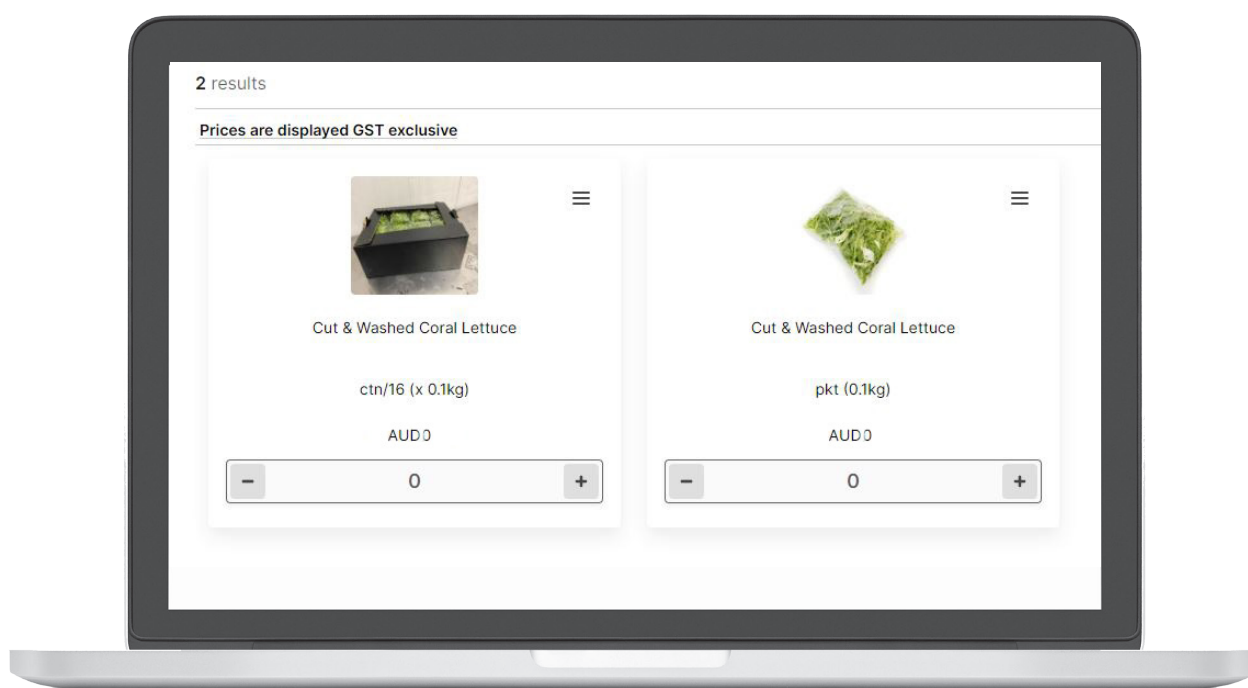 2 results
Prices are displayed GST exclusive
Cut & Washed Coral Lettuce
ctn/16 (x 0.1kg)
AUD0
- 0 +
Cut & Washed Coral Lettuce
pkt (0.1kg)
AUD0
- 0 +